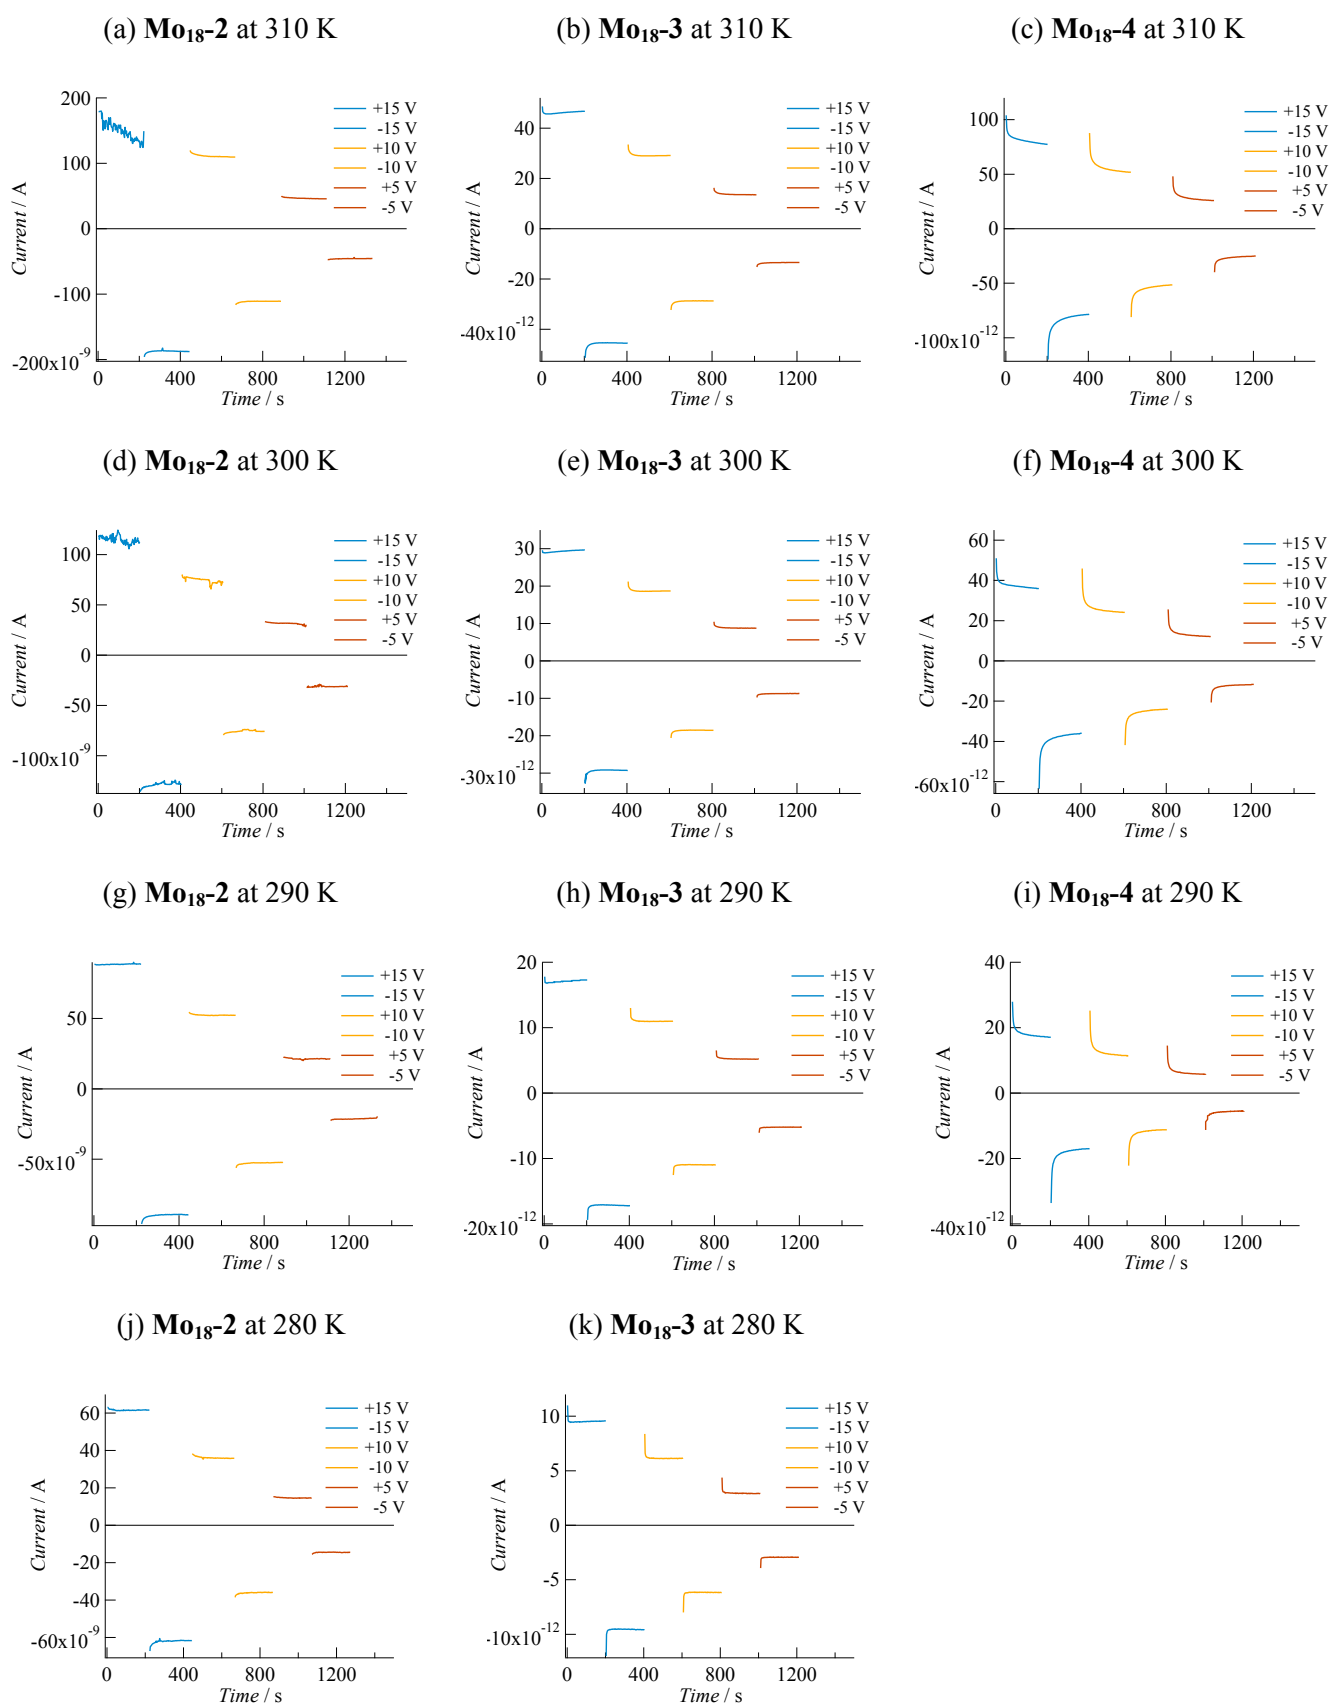 (a) Mo₁₈-2 at 310 K
200
100
0
-100
-200x10⁻⁹
Current / A
0 400 800 1200
Time / s
+15 V
-15 V
+10 V
-10 V
+5 V
-5 V
(b) Mo₁₈-3 at 310 K
40
20
0
-20
-40x10⁻¹²
Current / A
0 400 800 1200
Time / s
+15 V
-15 V
+10 V
-10 V
+5 V
-5 V
(c) Mo₁₈-4 at 310 K
100
50
0
-50
-100x10⁻¹²
Current / A
0 400 800 1200
Time / s
+15 V
-15 V
+10 V
-10 V
+5 V
-5 V
(d) Mo₁₈-2 at 300 K
100
50
0
-50
-100x10⁻⁹
Current / A
0 400 800 1200
Time / s
+15 V
-15 V
+10 V
-10 V
+5 V
-5 V
(e) Mo₁₈-3 at 300 K
30
20
10
0
-10
-20
-30x10⁻¹²
Current / A
0 400 800 1200
Time / s
+15 V
-15 V
+10 V
-10 V
+5 V
-5 V
(f) Mo₁₈-4 at 300 K
60
40
20
0
-20
-40
-60x10⁻¹²
Current / A
0 400 800 1200
Time / s
+15 V
-15 V
+10 V
-10 V
+5 V
-5 V
(g) Mo₁₈-2 at 290 K
50
0
-50x10⁻⁹
Current / A
0 400 800 1200
Time / s
+15 V
-15 V
+10 V
-10 V
+5 V
-5 V
(h) Mo₁₈-3 at 290 K
20
10
0
-10
-20x10⁻¹²
Current / A
0 400 800 1200
Time / s
+15 V
-15 V
+10 V
-10 V
+5 V
-5 V
(i) Mo₁₈-4 at 290 K
40
20
0
-20
-40x10⁻¹²
Current / A
0 400 800 1200
Time / s
+15 V
-15 V
+10 V
-10 V
+5 V
-5 V
(j) Mo₁₈-2 at 280 K
60
40
20
0
-20
-40
-60x10⁻⁹
Current / A
0 400 800 1200
Time / s
+15 V
-15 V
+10 V
-10 V
+5 V
-5 V
(k) Mo₁₈-3 at 280 K
10
5
0
-5
-10x10⁻¹²
Current / A
0 400 800 1200
Time / s
+15 V
-15 V
+10 V
-10 V
+5 V
-5 V